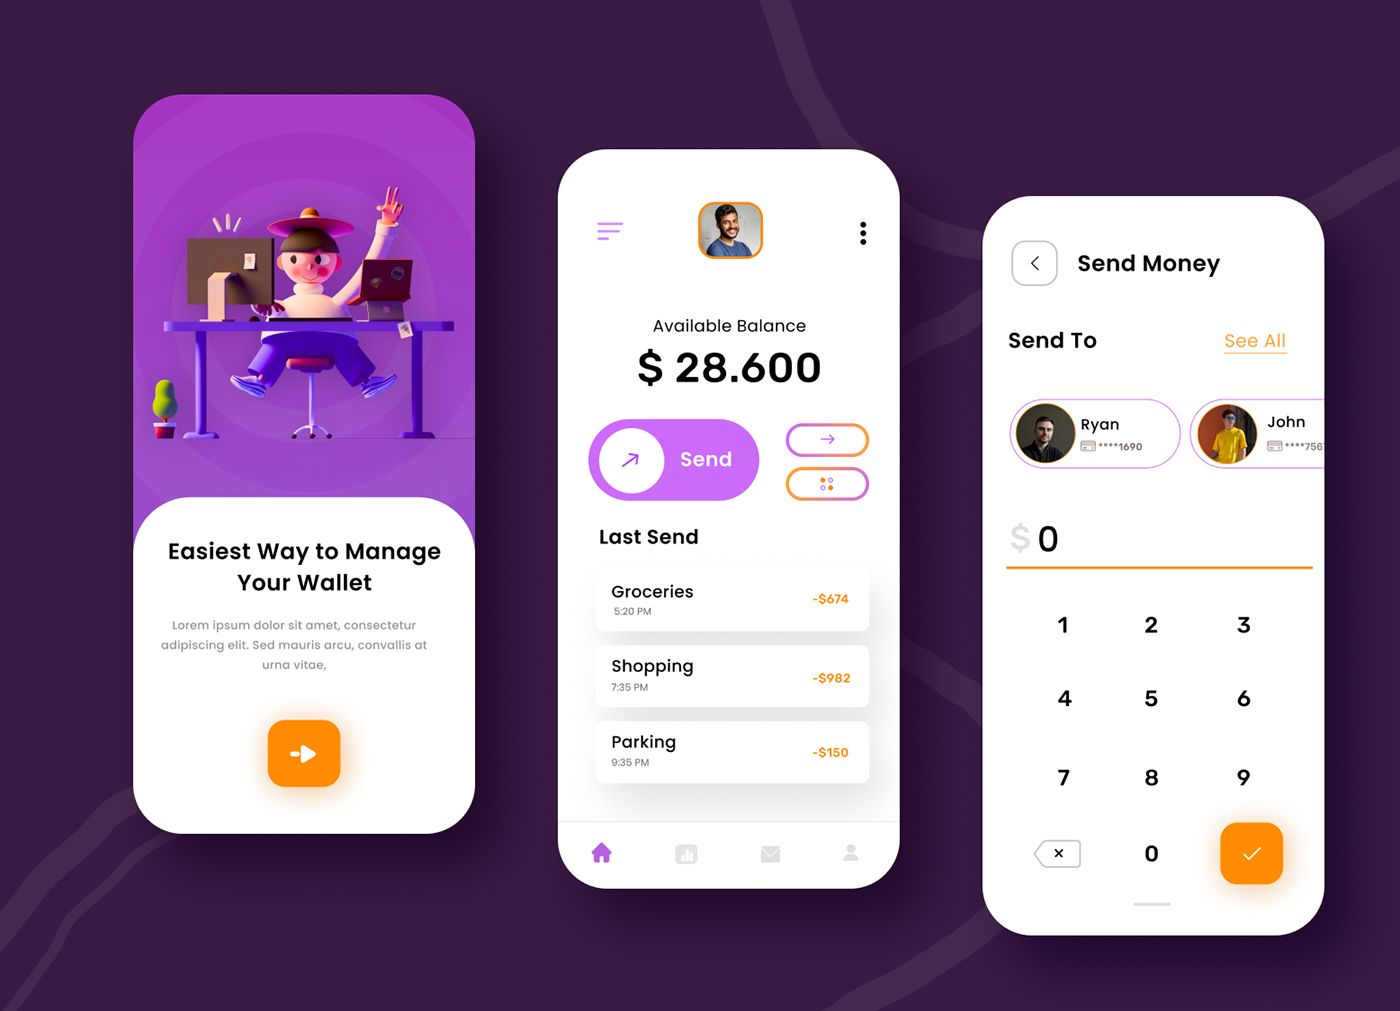 Easiest Way to Manage
Your Wallet
Lorem ipsum dolor sit amet, consectetur
adipiscing elit. Sed mauris arcu, convallis at
urna vitae,
Available Balance
$ 28.600
Send
Last Send
Groceries
5:20 PM
-$674
Shopping
7:35 PM
-$982
Parking
9:35 PM
-$150
Send Money
Send To
See All
Ryan
****1690
John
****756
$ 0
1 2 3
4 5 6
7 8 9
0